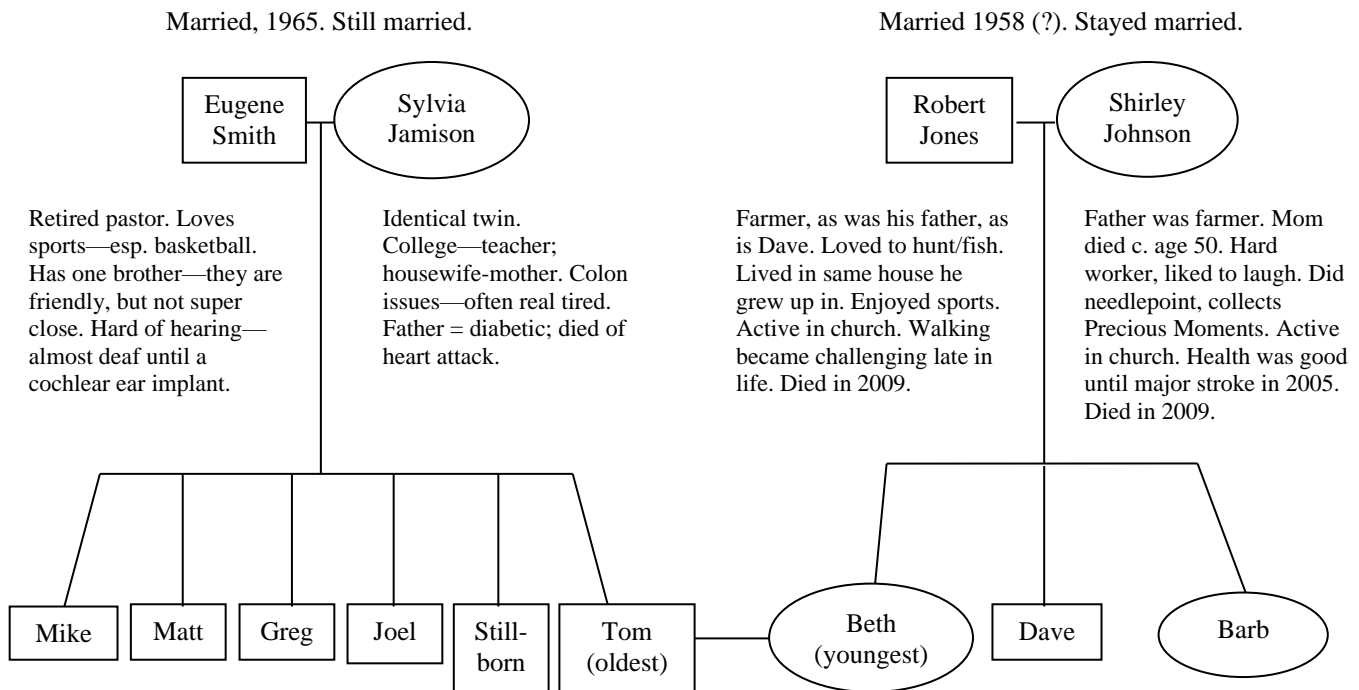 Married, 1965. Still married.
Married 1958 (?). Stayed married.
Eugene
Smith
Sylvia
Jamison
Robert
Jones
Shirley
Johnson
Retired pastor. Loves
sports—esp. basketball.
Has one brother—they are
friendly, but not super
close. Hard of hearing—
almost deaf until a
cochlear ear implant.
Identical twin.
College—teacher;
housewife-mother. Colon
issues—often real tired.
Father = diabetic; died of
heart attack.
Farmer, as was his father, as
is Dave. Loved to hunt/fish.
Lived in same house he
grew up in. Enjoyed sports.
Active in church. Walking
became challenging late in
life. Died in 2009.
Father was farmer. Mom
died c. age 50. Hard
worker, liked to laugh. Did
needlepoint, collects
Precious Moments. Active
in church. Health was good
until major stroke in 2005.
Died in 2009.
Mike
Matt
Greg
Joel
Still-
born
Tom
(oldest)
Beth
(youngest)
Dave
Barb